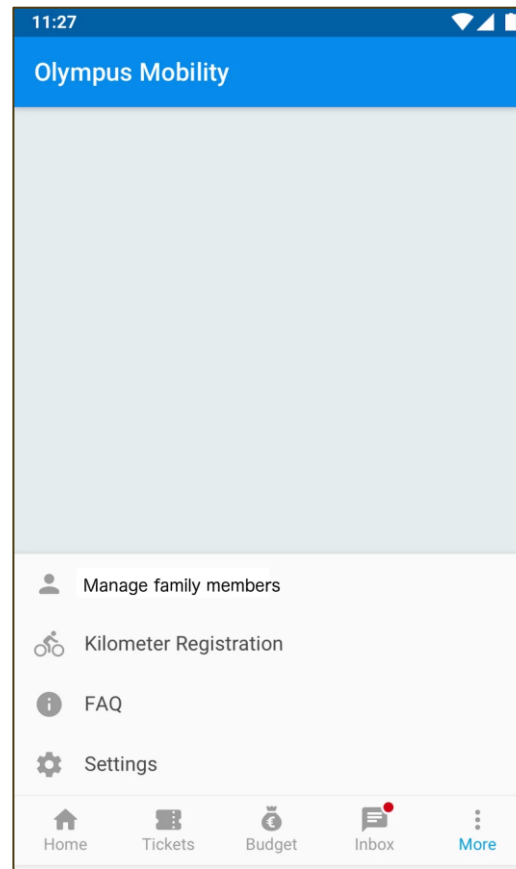 11:27
Olympus Mobility
Manage family members
Kilometer Registration
FAQ
Settings
Home Tickets Budget Inbox More